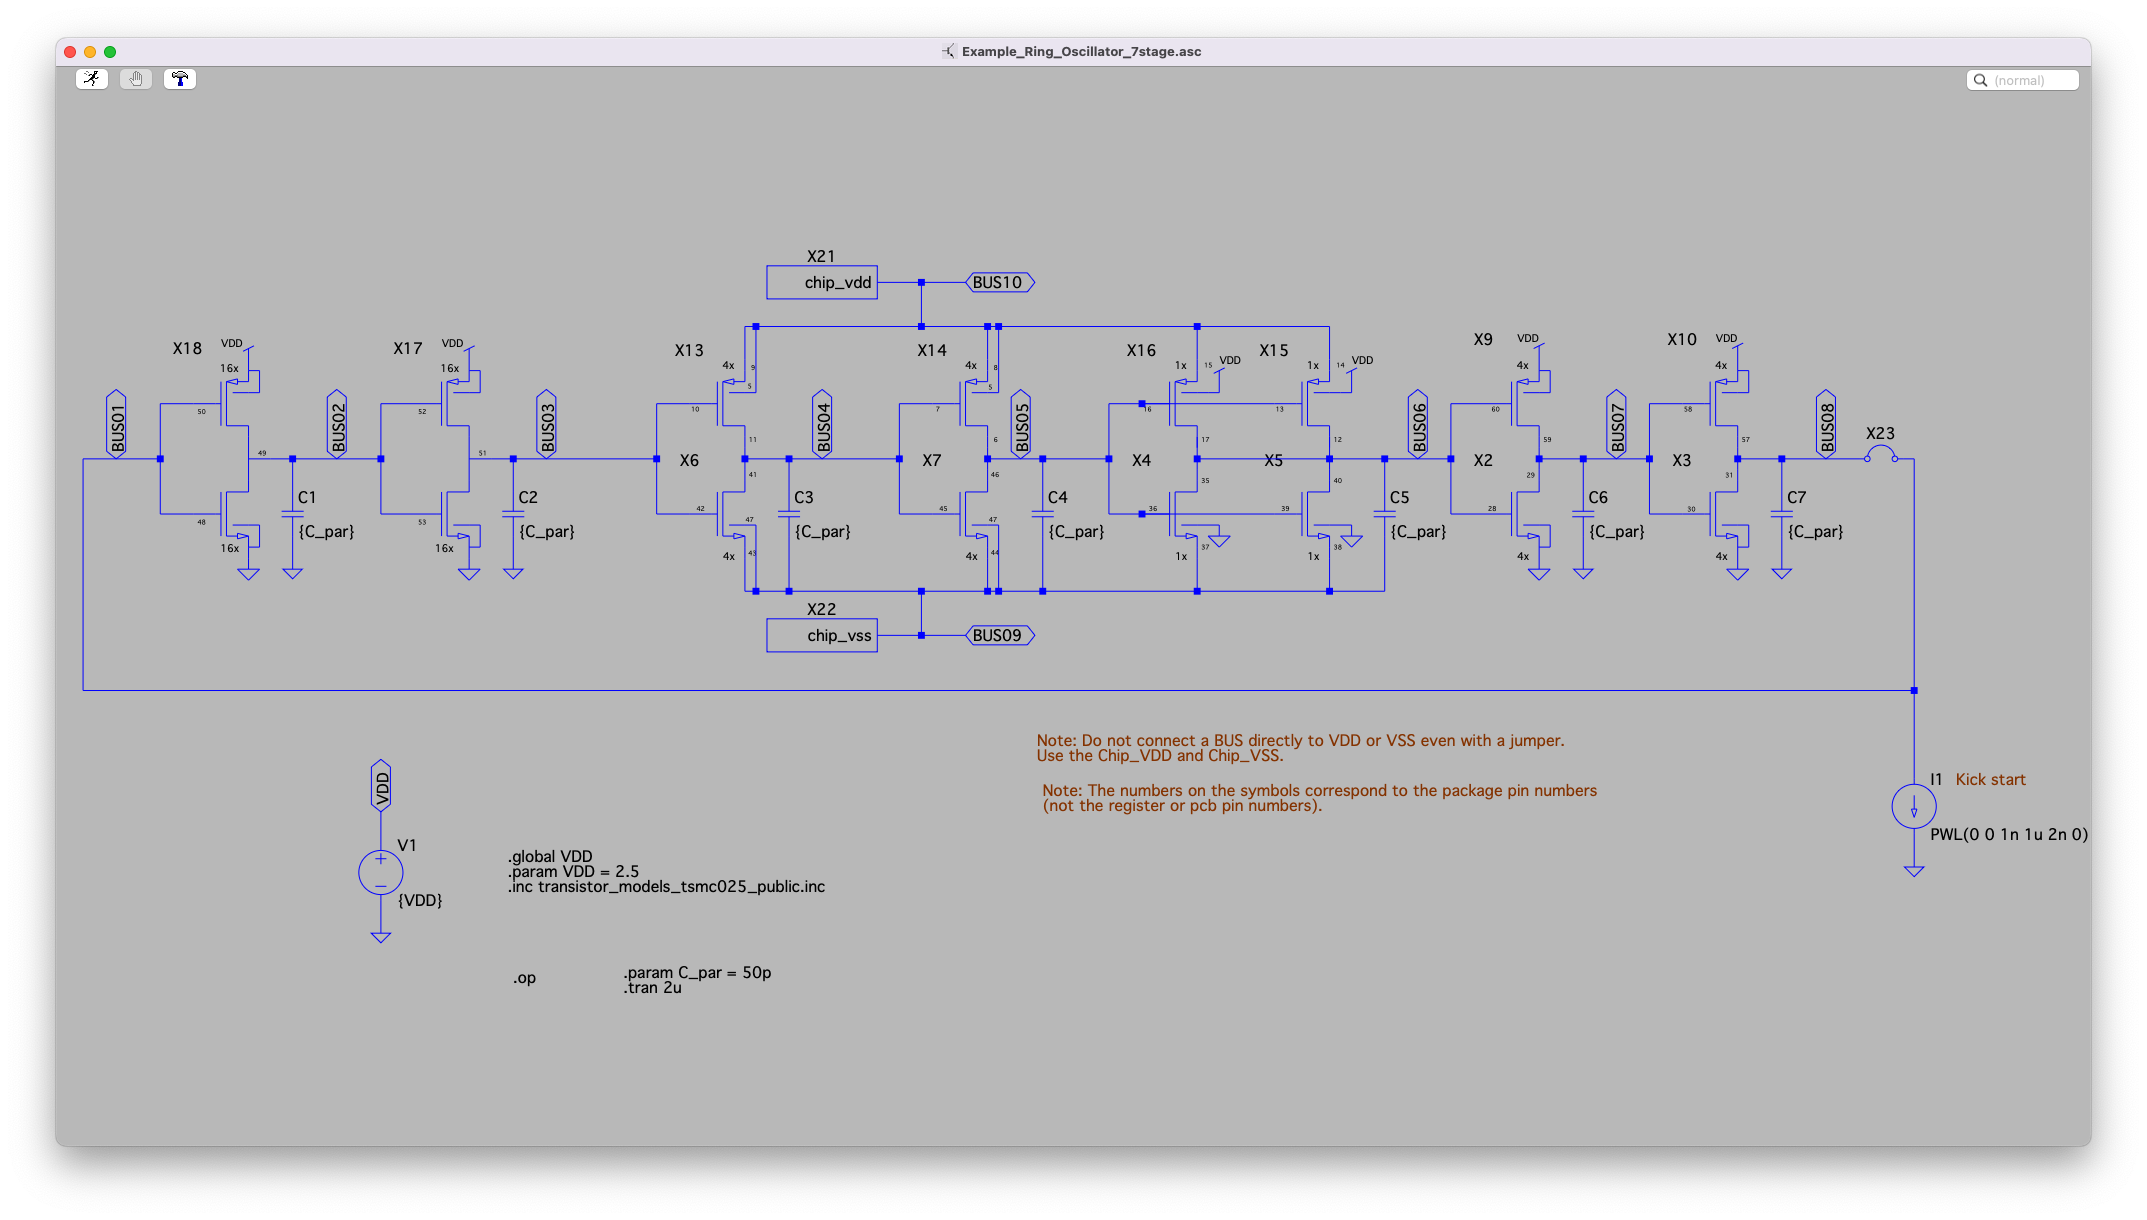 Example_Ring_Oscillator_7stage.asc
(normal)
X21
chip_vdd
BUS10
X18
VDD
16x
50
49
48
16x
BUS01
BUS02
C1
{C_par}
X17
VDD
16x
52
51
53
16x
BUS03
C2
{C_par}
X13
4x
9
5
10
11
X6
41
42
47
43
4x
BUS04
C3
{C_par}
X14
4x
8
5
7
6
X7
46
45
47
44
4x
BUS05
C4
{C_par}
X16
1x
15
VDD
16
17
X4
35
36
37
1x
X15
1x
14
VDD
13
12
X5
40
39
38
1x
BUS06
C5
{C_par}
X9
VDD
4x
60
59
X2
29
28
4x
BUS07
C6
{C_par}
X10
VDD
4x
58
57
X3
31
30
4x
BUS08
C7
{C_par}
X23
X22
chip_vss
BUS09
Note: Do not connect a BUS directly to VDD or VSS even with a jumper.
Use the Chip_VDD and Chip_VSS.
Note: The numbers on the symbols correspond to the package pin numbers
(not the register or pcb pin numbers).
I1
Kick start
PWL(0 0 1n 1u 2n 0)
VDD
V1
{VDD}
.global VDD
.param VDD = 2.5
.inc transistor_models_tsmc025_public.inc
.op
.param C_par = 50p
.tran 2u